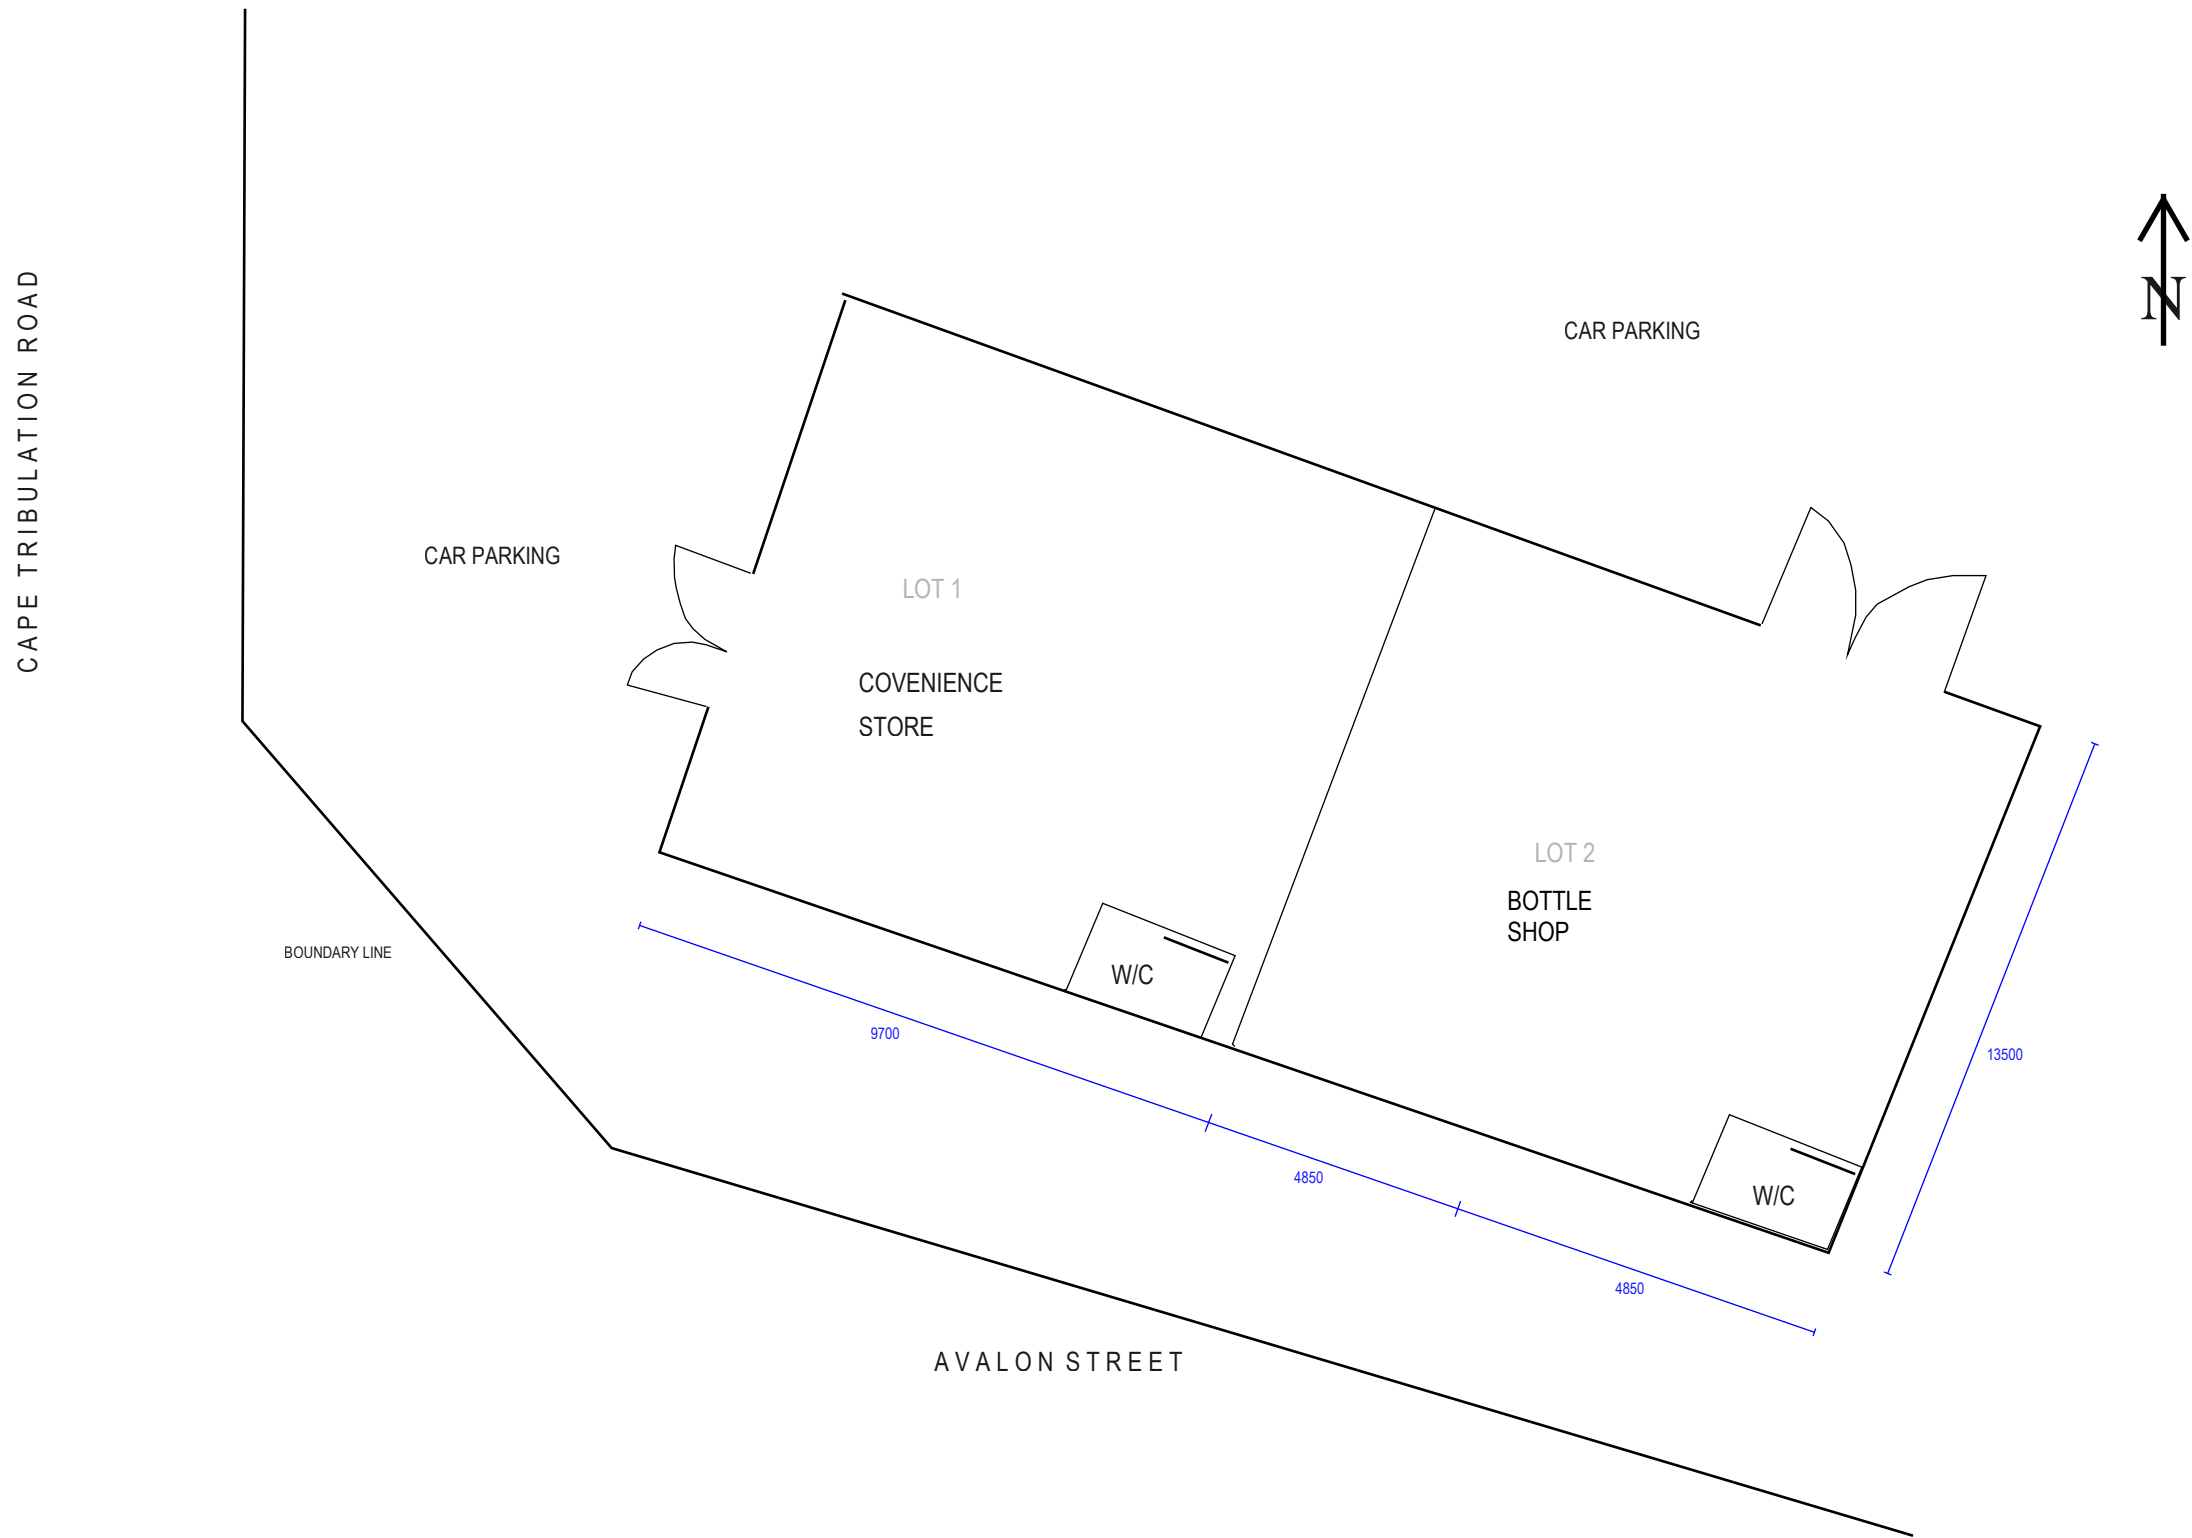 CAPE TRIBULATION ROAD
CAR PARKING
N
CAR PARKING
LOT 1
COVENIENCE
STORE
LOT 2
BOTTLE
SHOP
BOUNDARY LINE
W/C
9700
13500
4850
W/C
4850
AVALON STREET